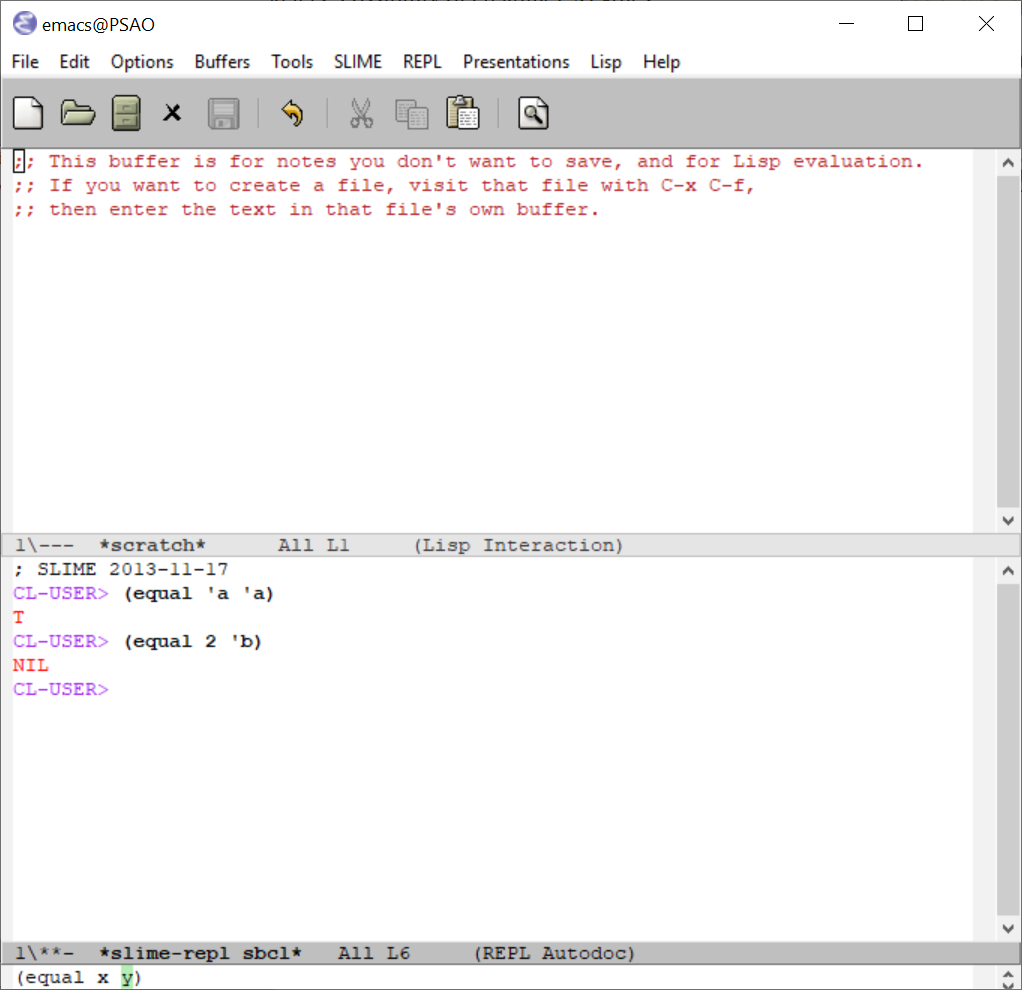 emacs@PSAO
File Edit Options Buffers Tools SLIME REPL Presentations Lisp Help
;; This buffer is for notes you don't want to save, and for Lisp evaluation.
;; If you want to create a file, visit that file with C-x C-f,
;; then enter the text in that file's own buffer.
1\--- *scratch* All L1 (Lisp Interaction)
; SLIME 2013-11-17
CL-USER> (equal 'a 'a)
T
CL-USER> (equal 2 'b)
NIL
CL-USER>
1\**- *slime-repl sbcl* All L6 (REPL Autodoc)
(equal x y)